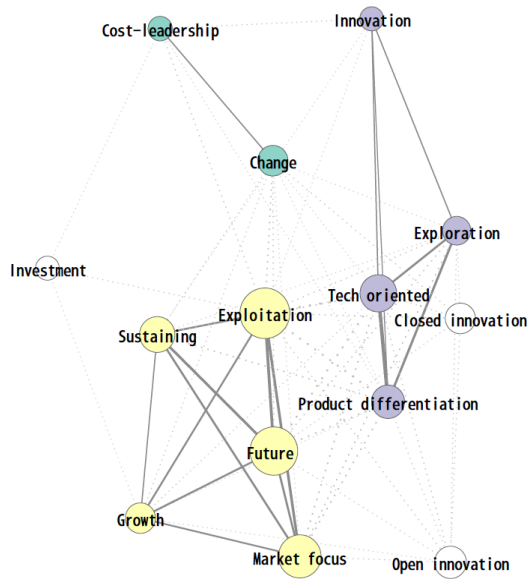 Innovation
Cost-leadership
Change
Exploration
Investment
Tech oriented
Exploitation
Closed innovation
Sustaining
Product differentiation
Future
Growth
Market focus
Open innovation